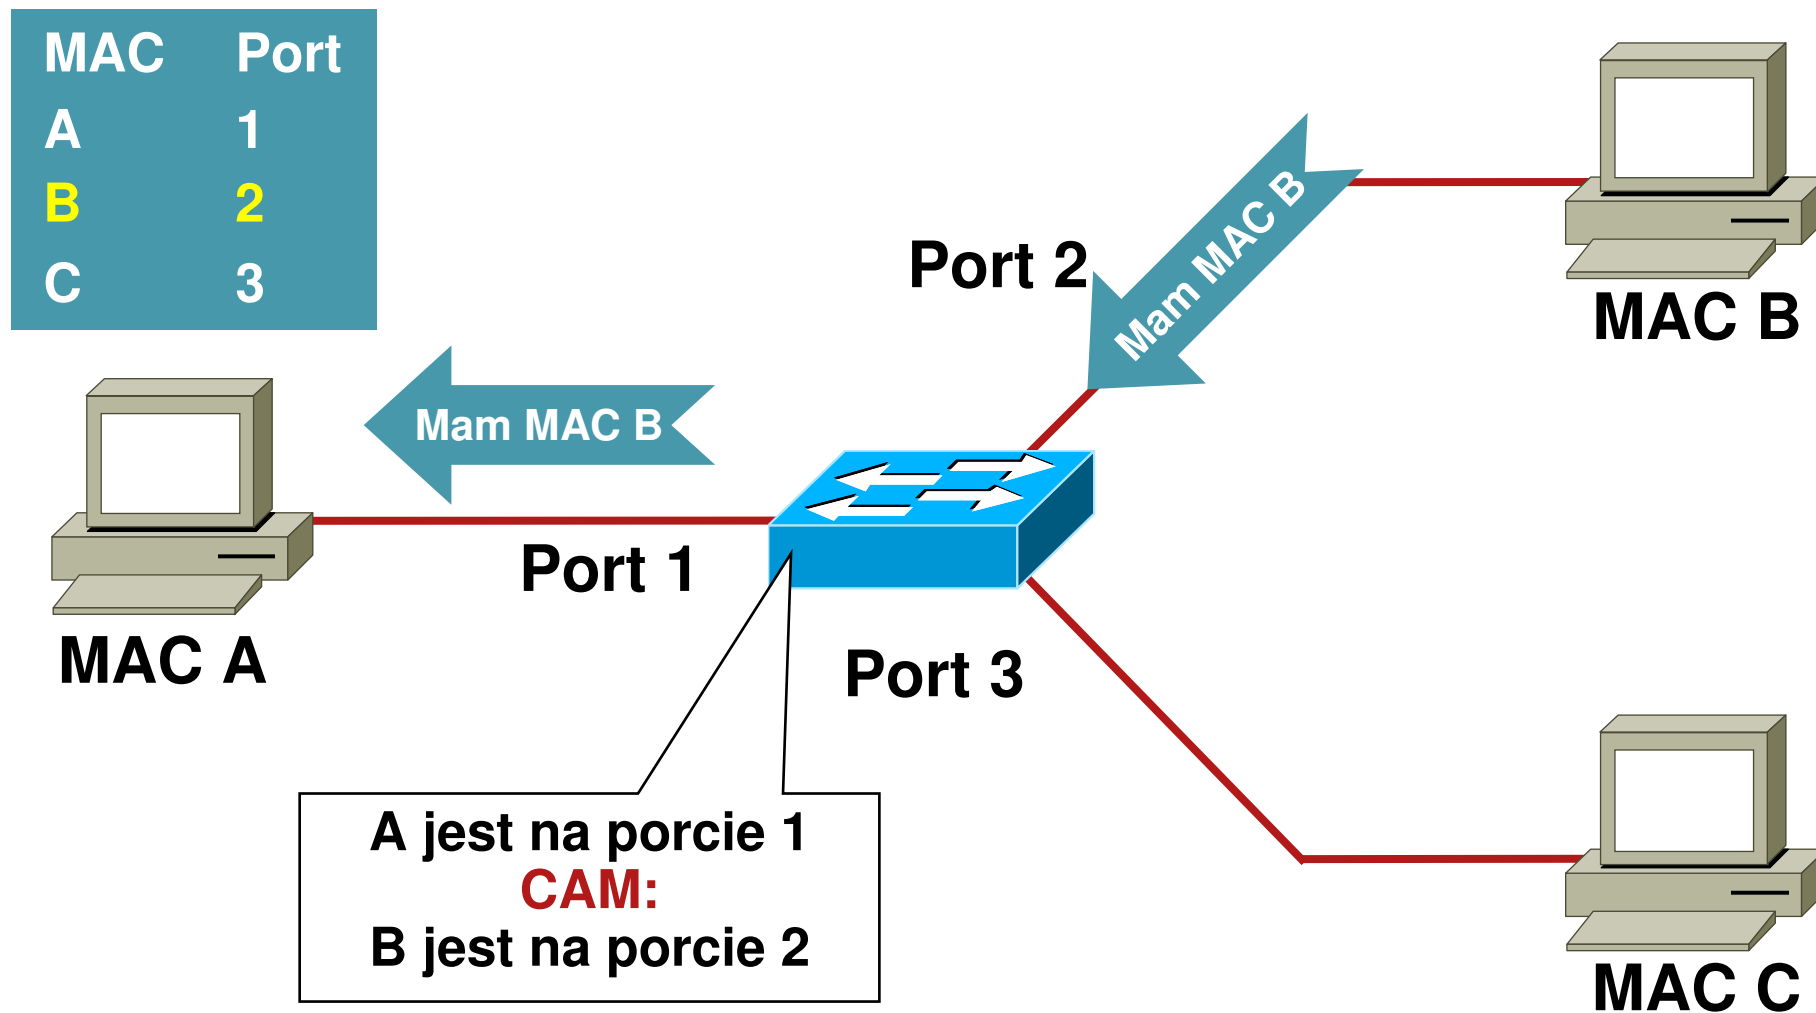 MAC Port
A 1
B 2
C 3
Mam MAC B
Port 2
Mam MAC B
MAC B
Port 1
MAC A
Port 3
A jest na porcie 1
CAM:
B jest na porcie 2
MAC C